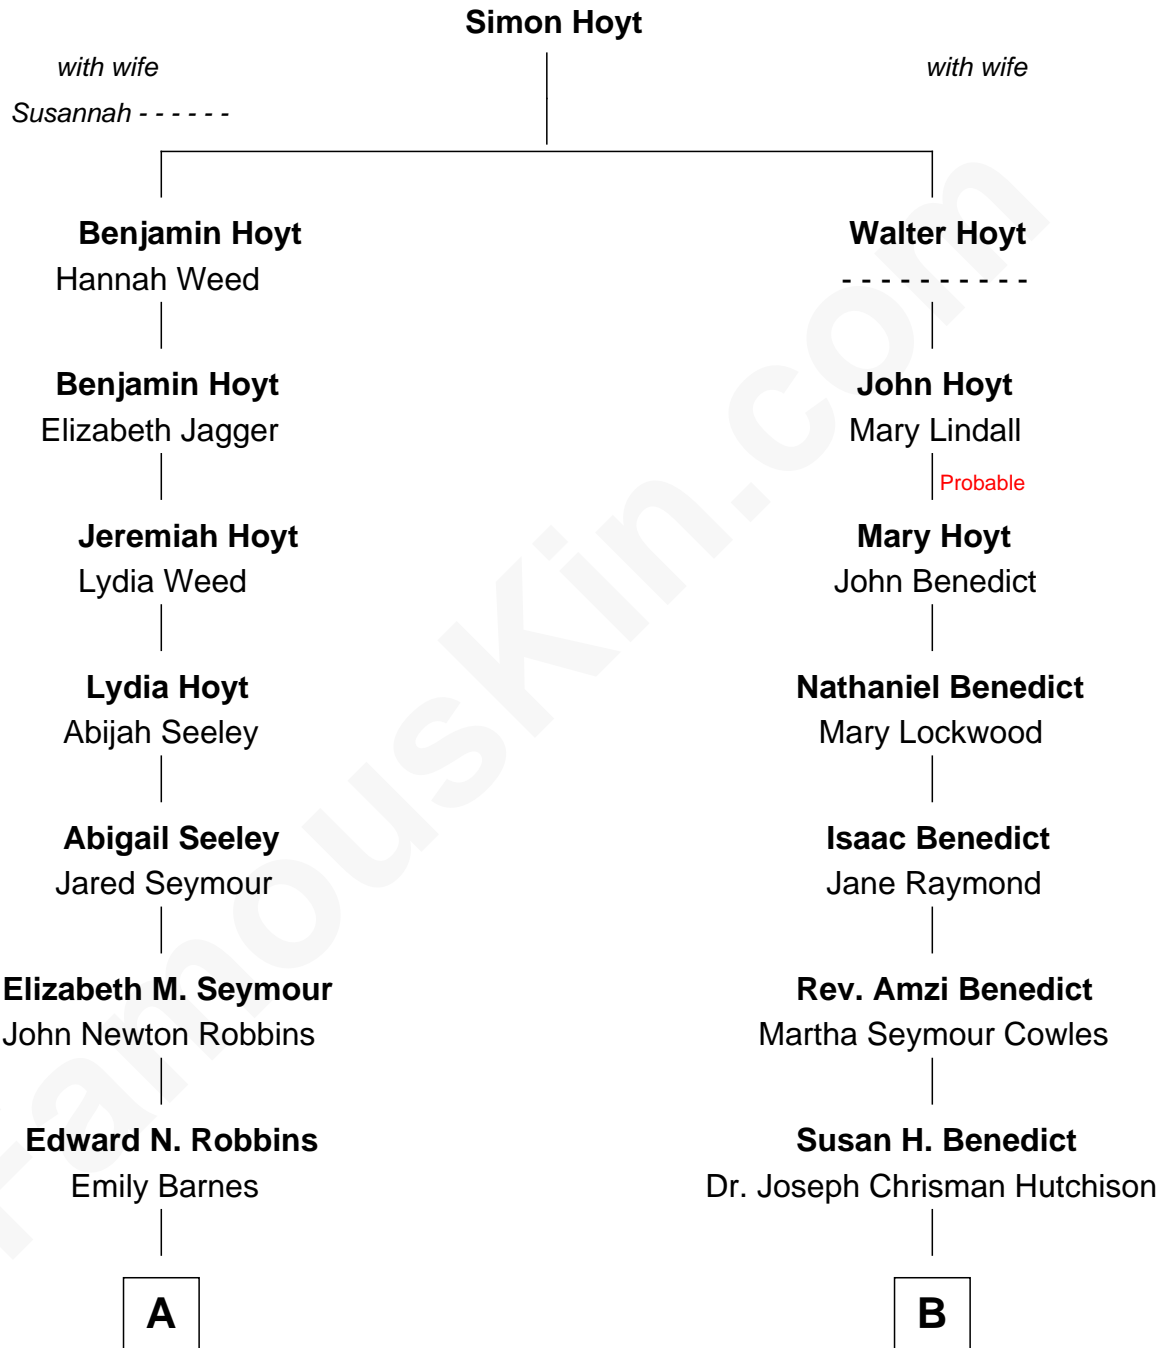 Simon Hoyt
with wife
with wife
Susannah - - - - - -
Benjamin Hoyt
Hannah Weed
Walter Hoyt
- - - - - - - - - -
Benjamin Hoyt
Elizabeth Jagger
John Hoyt
Mary Lindall
Probable
Jeremiah Hoyt
Lydia Weed
Mary Hoyt
John Benedict
Lydia Hoyt
Abijah Seeley
Nathaniel Benedict
Mary Lockwood
Abigail Seeley
Jared Seymour
Isaac Benedict
Jane Raymond
Elizabeth M. Seymour
John Newton Robbins
Rev. Amzi Benedict
Martha Seymour Cowles
Edward N. Robbins
Emily Barnes
Susan H. Benedict
Dr. Joseph Chrisman Hutchison
A
B
FamousKin.com